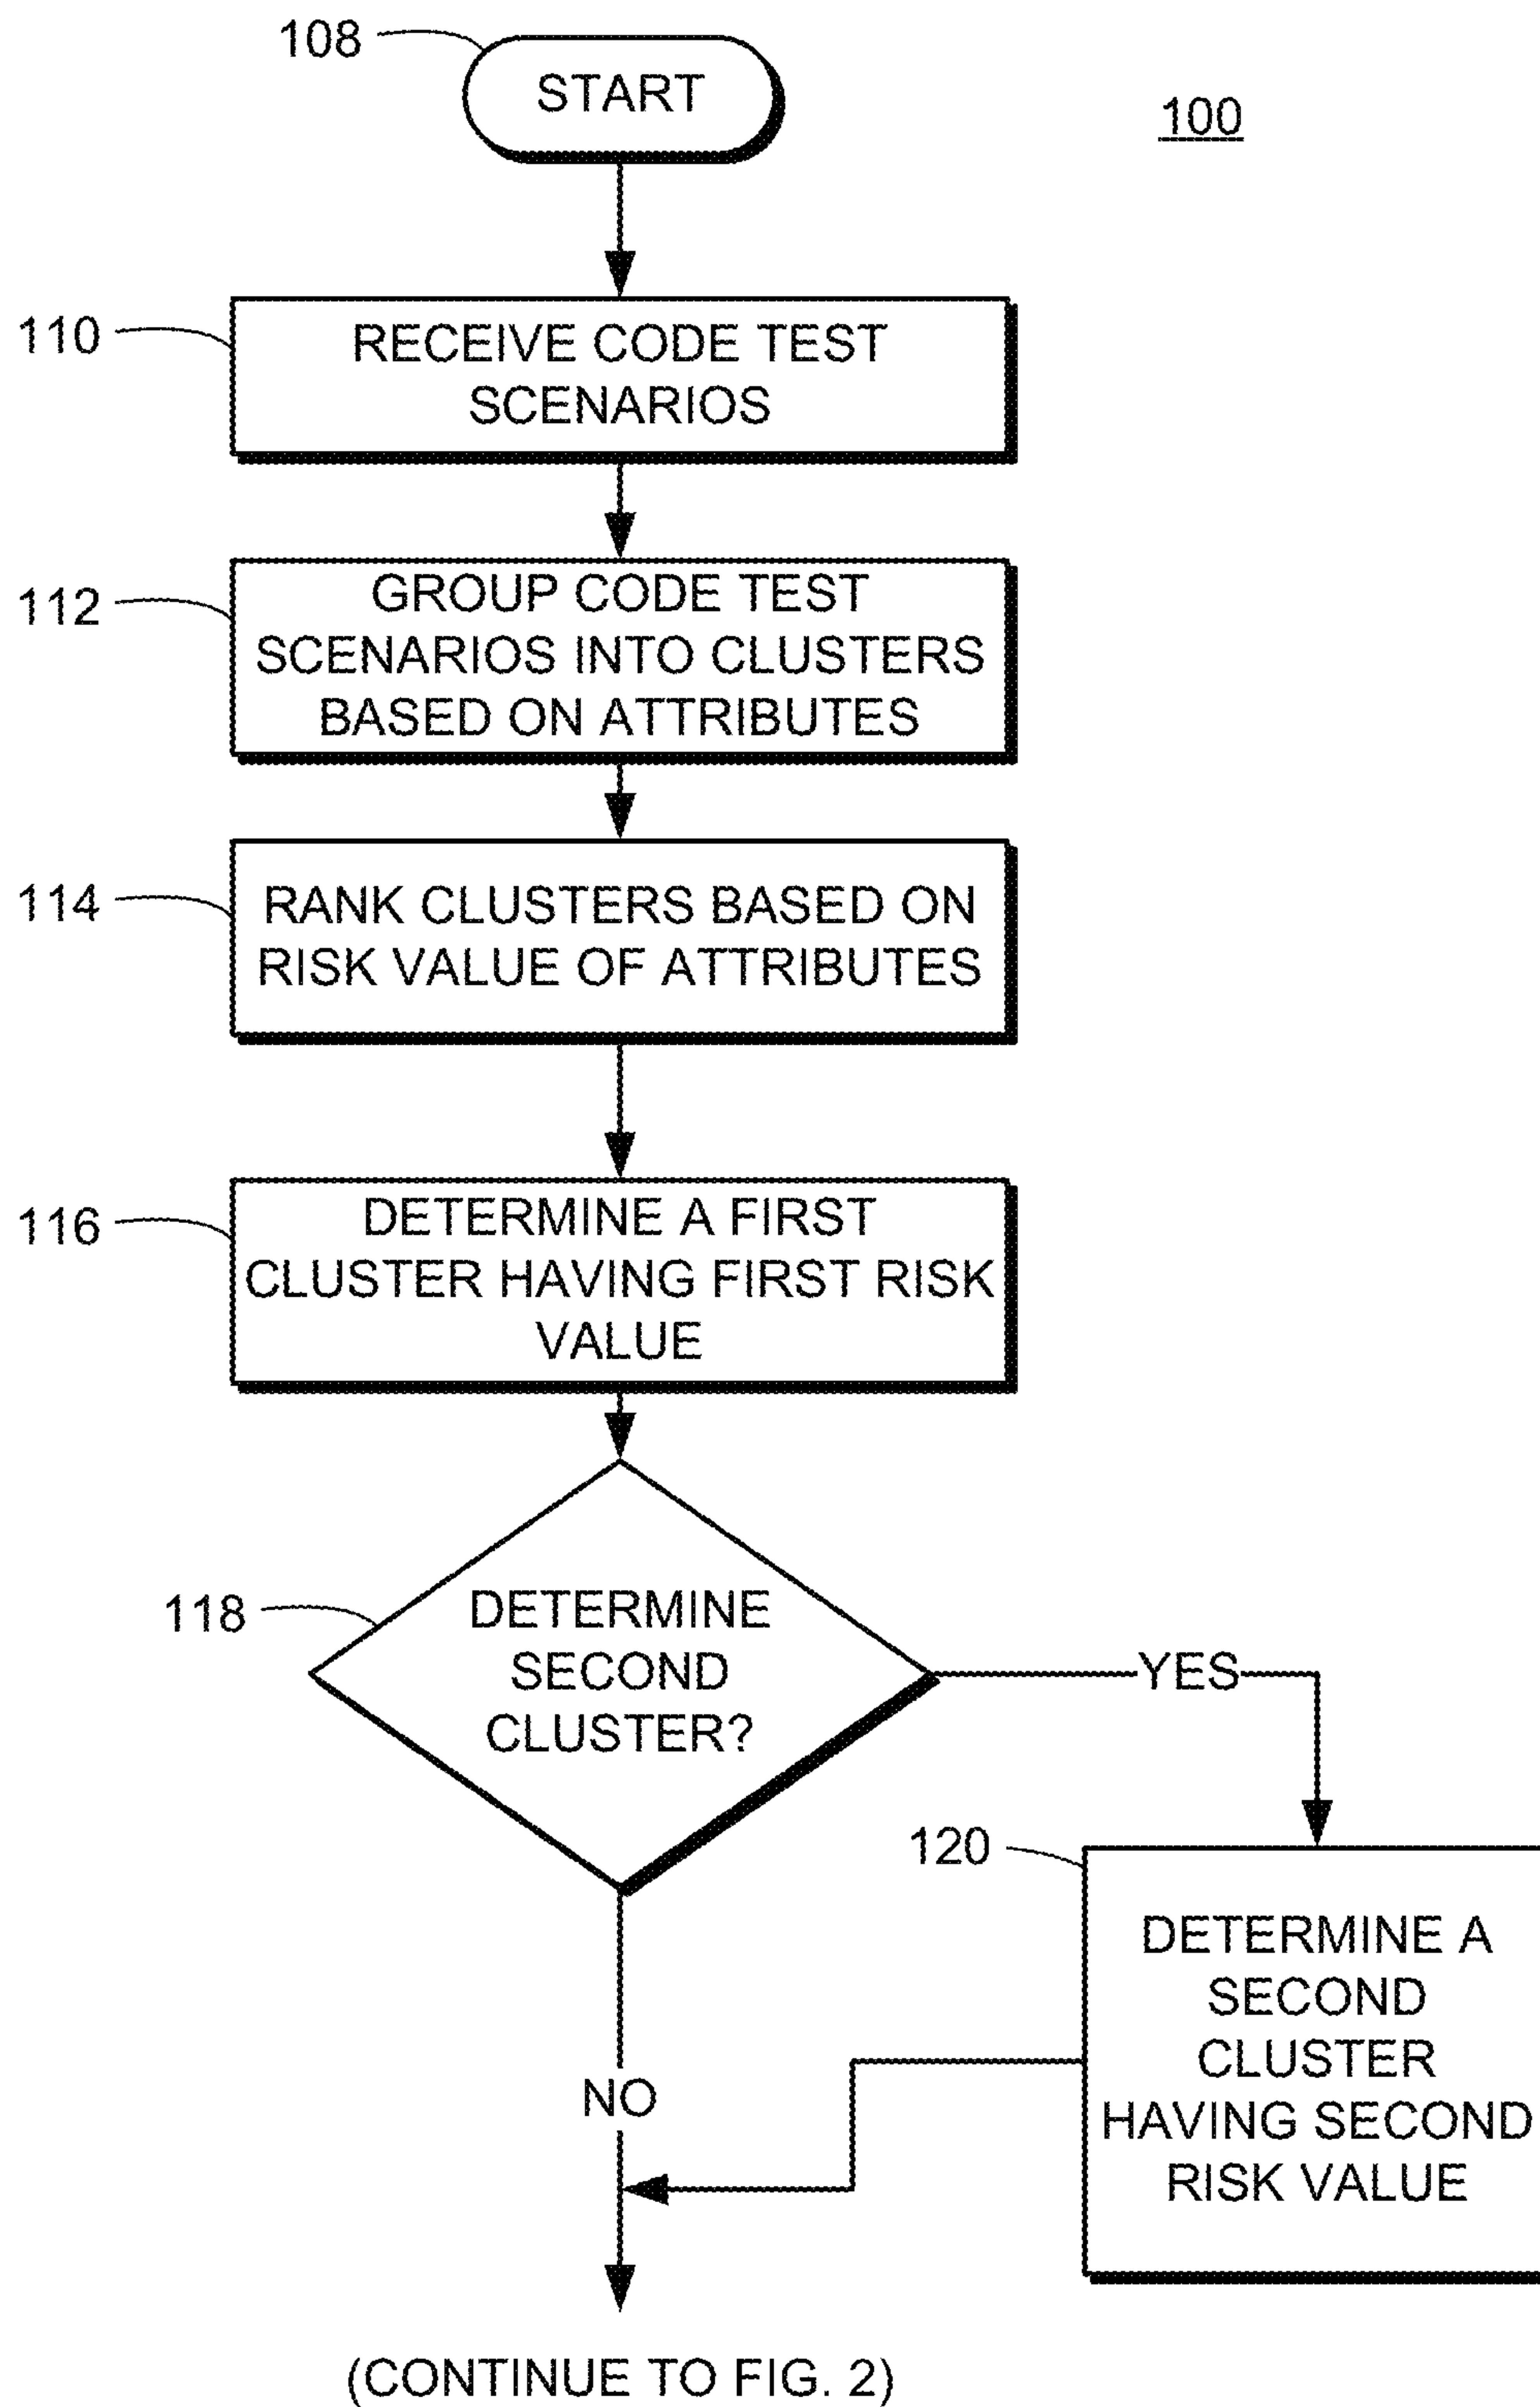 108
START
100
110
RECEIVE CODE TEST
SCENARIOS
112
GROUP CODE TEST
SCENARIOS INTO CLUSTERS
BASED ON ATTRIBUTES
114
RANK CLUSTERS BASED ON
RISK VALUE OF ATTRIBUTES
116
DETERMINE A FIRST
CLUSTER HAVING FIRST RISK
VALUE
118
DETERMINE
SECOND
CLUSTER?
YES
120
DETERMINE A
SECOND
CLUSTER
HAVING SECOND
RISK VALUE
NO
(CONTINUE TO FIG. 2)